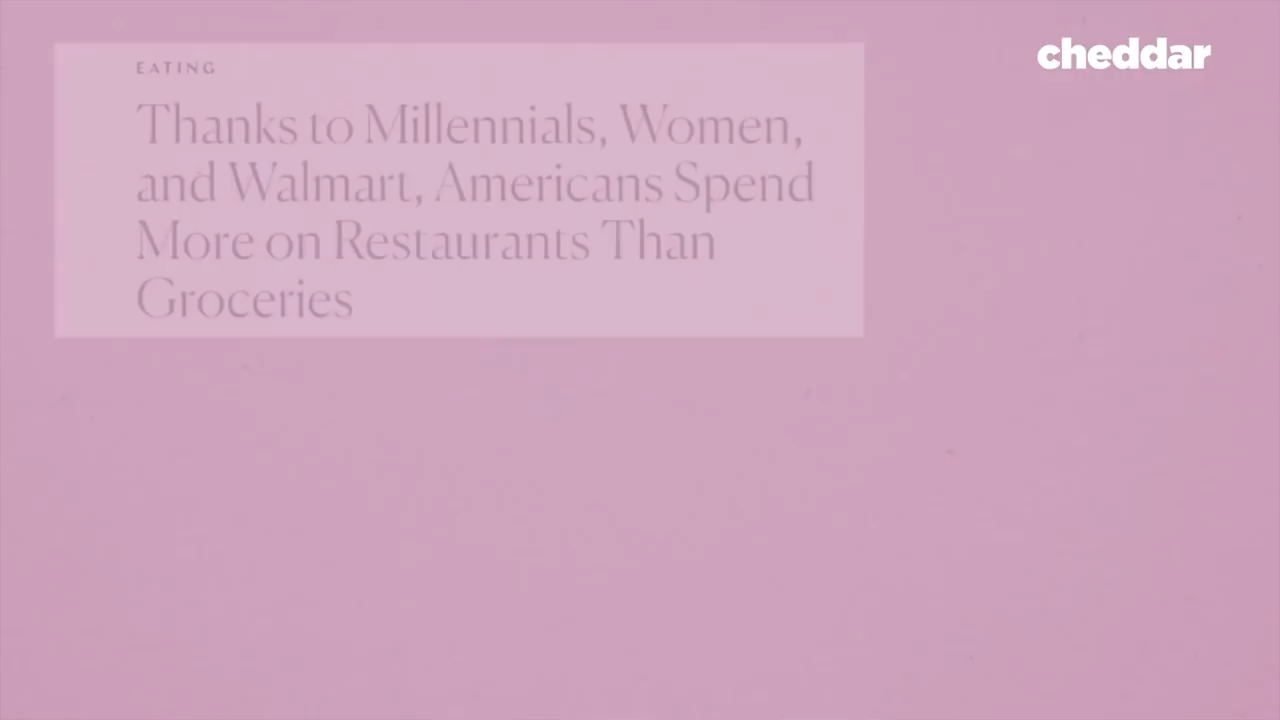 cheddar
EATING
Thanks to Millennials, Women,
and Walmart, Americans Spend
More on Restaurants Than
Groceries